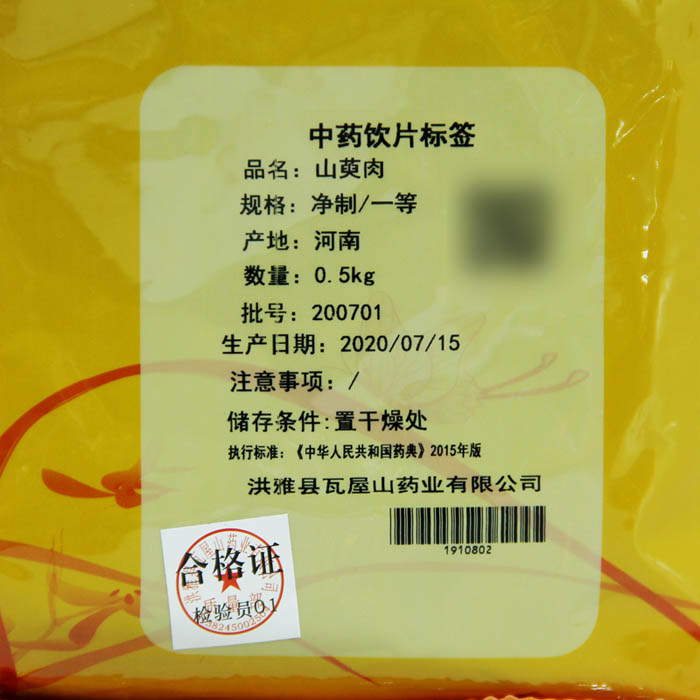 中药饮片标签
品名：山萸肉
规格：净制/一等
产地：河南
数量：0.5kg
批号：200701
生产日期：2020/07/15
注意事项：/
储存条件:置干燥处
执行标准：《中华人民共和国药典》2015年版
洪雅县瓦屋山药业有限公司
1910802
合格证
质量部
检验员01